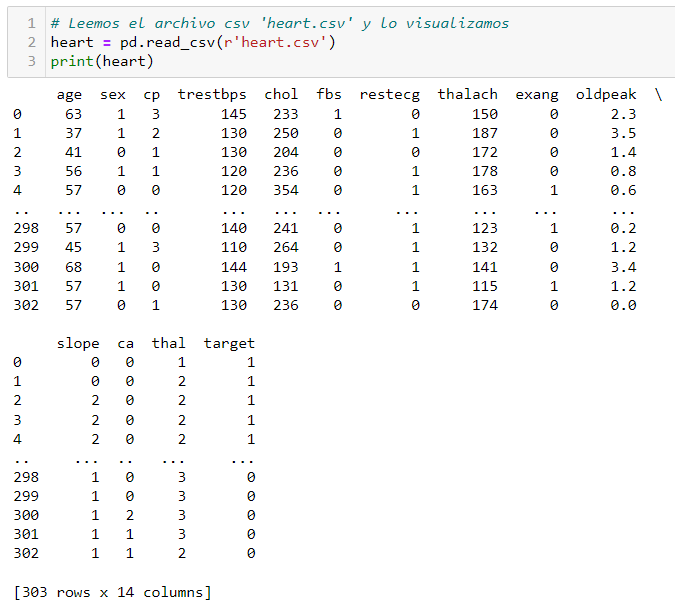 1 # Leemos el archivo csv 'heart.csv' y lo visualizamos
2 heart = pd.read_csv(r'heart.csv')
3 print(heart)
     age  sex  cp  trestbps  chol  fbs  restecg  thalach  exang  oldpeak  \
0     63    1   3       145   233    1        0      150      0      2.3
1     37    1   2       130   250    0        1      187      0      3.5
2     41    0   1       130   204    0        0      172      0      1.4
3     56    1   1       120   236    0        1      178      0      0.8
4     57    0   0       120   354    0        1      163      1      0.6
..   ...  ...  ..       ...   ...  ...      ...      ...    ...      ...
298   57    0   0       140   241    0        1      123      1      0.2
299   45    1   3       110   264    0        1      132      0      1.2
300   68    1   0       144   193    1        1      141      0      3.4
301   57    1   0       130   131    0        1      115      1      1.2
302   57    0   1       130   236    0        0      174      0      0.0
     slope  ca  thal  target
0        0   0     1       1
1        0   0     2       1
2        2   0     2       1
3        2   0     2       1
4        2   0     2       1
..     ...  ..   ...     ...
298      1   0     3       0
299      1   0     3       0
300      1   2     3       0
301      1   1     3       0
302      1   1     2       0
[303 rows x 14 columns]